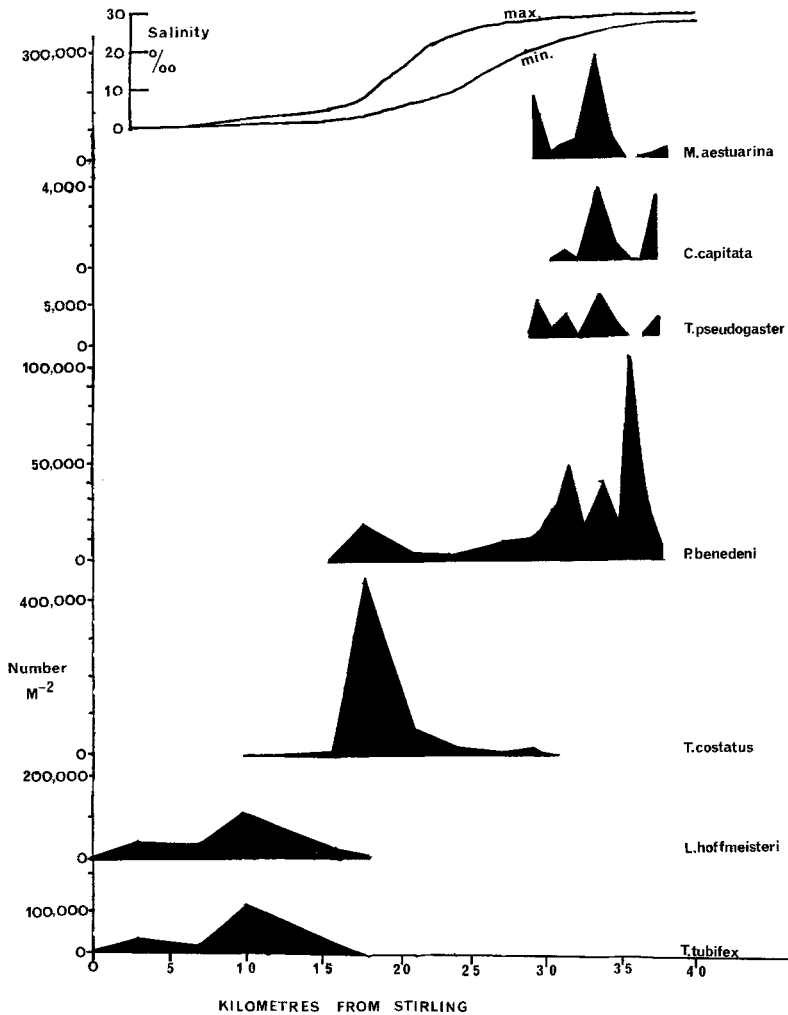 30
Salinity
°/oo
20
10
0
max.
min.
300,000
0
M.aestuarina
4,000
0
C.capitata
5,000
0
T.pseudogaster
100,000
50,000
0
P.benedeni
400,000
Number
M⁻²
0
T.costatus
200,000
0
L.hoffmeisteri
100,000
0
T.tubifex
0 5 10 15 20 25 30 35 40
KILOMETRES FROM STIRLING